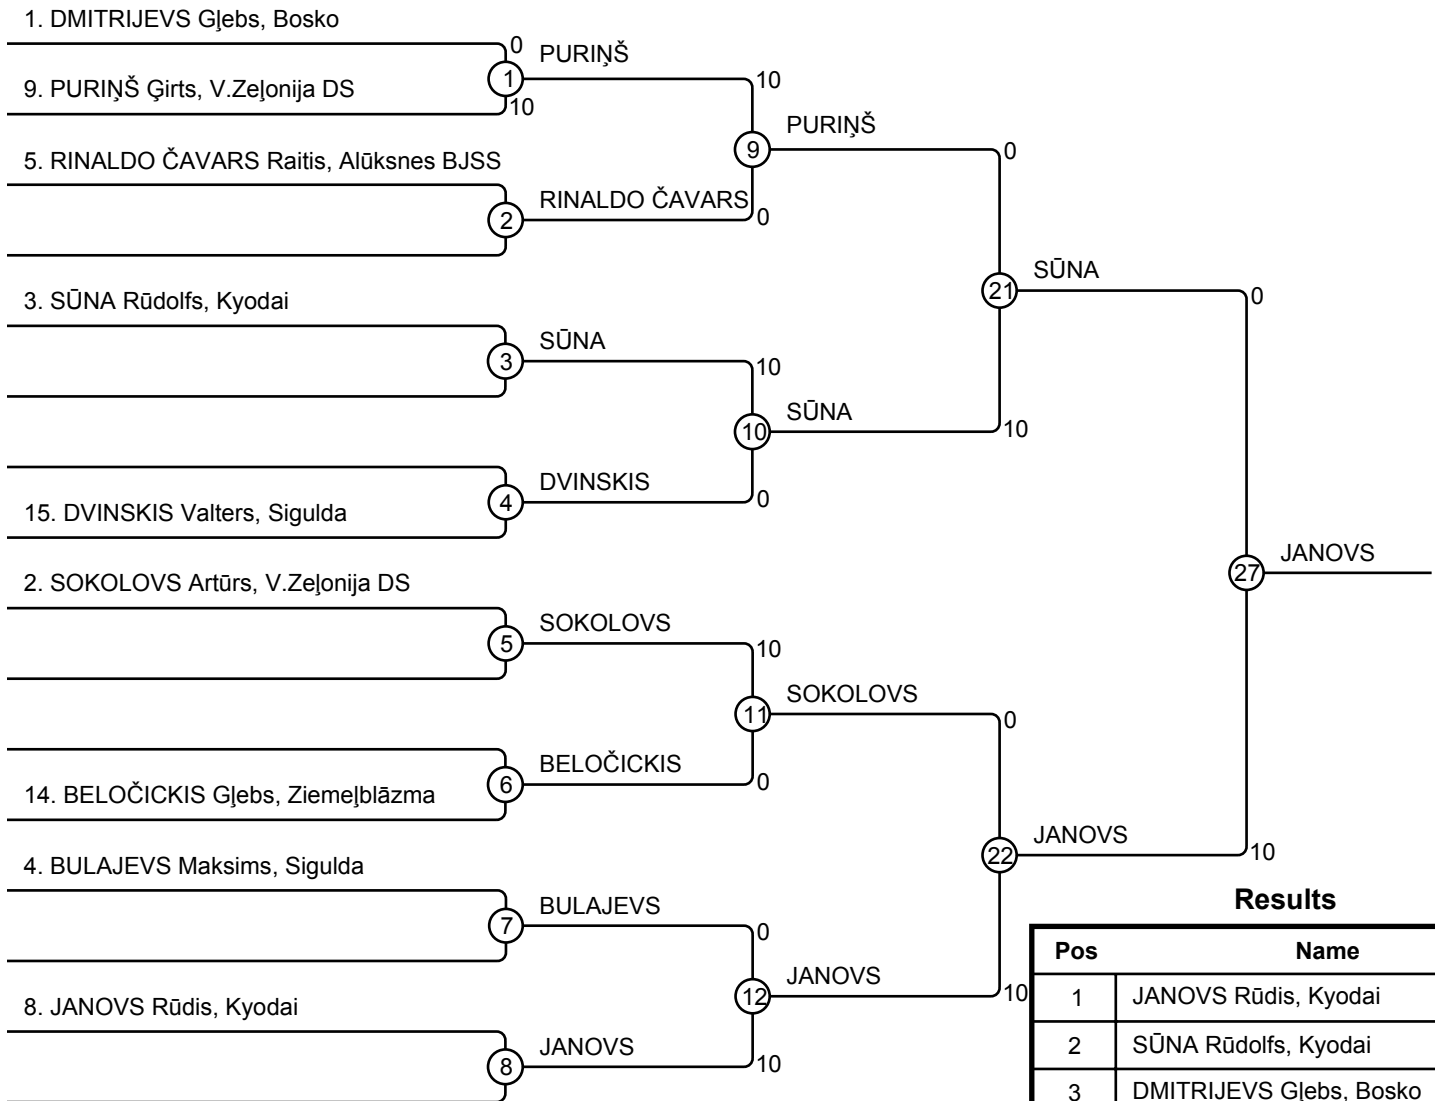 1. DMITRIJEVS Gļebs, Bosko
0
PURIŅŠ
1
10
9. PURIŅŠ Ģirts, V.Zeļonija DS
10
PURIŅŠ
0
9
5. RINALDO ČAVARS Raitis, Alūksnes BJSS
RINALDO ČAVARS
2
0
SŪNA
21
0
3. SŪNA Rūdolfs, Kyodai
SŪNA
3
10
SŪNA
10
10
DVINSKIS
4
0
15. DVINSKIS Valters, Sigulda
JANOVS
27
2. SOKOLOVS Artūrs, V.Zeļonija DS
SOKOLOVS
5
10
SOKOLOVS
11
0
BELOČICKIS
6
0
14. BELOČICKIS Gļebs, Ziemeļblāzma
JANOVS
22
10
4. BULAJEVS Maksims, Sigulda
BULAJEVS
7
0
JANOVS
12
10
8. JANOVS Rūdis, Kyodai
JANOVS
8
10
Results
Pos Name
1 JANOVS Rūdis, Kyodai
2 SŪNA Rūdolfs, Kyodai
3 DMITRIJEVS Gļebs, Bosko